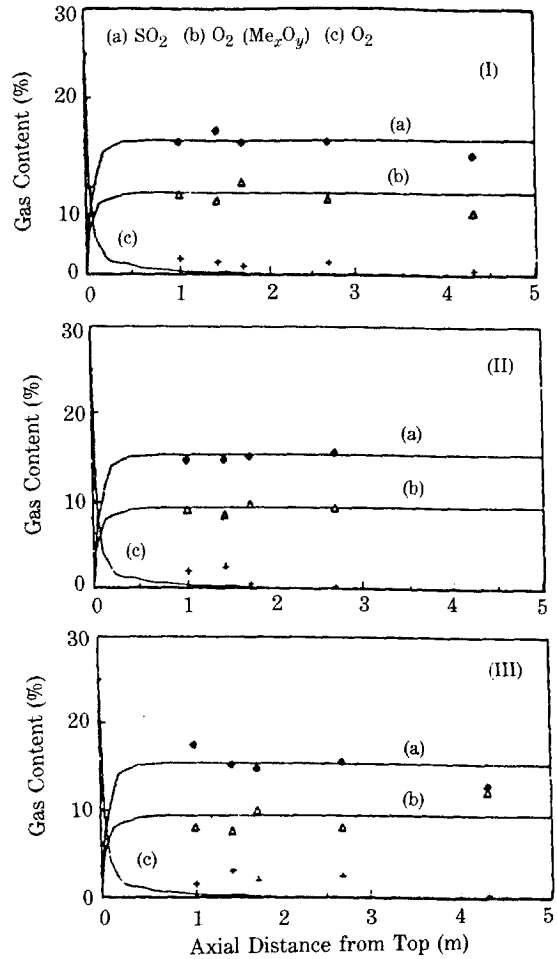 30
(a) SO2 (b) O2 (MexOy) (c) O2
(I)
20
(a)
(b)
10
(c)
0
0 1 2 3 4 5
Gas Content (%)
30
(II)
20
(a)
10
(b)
(c)
0
0 1 2 3 4 5
Gas Content (%)
30
(III)
20
(a)
(b)
10
(c)
0
0 1 2 3 4 5
Gas Content (%)
Axial Distance from Top (m)